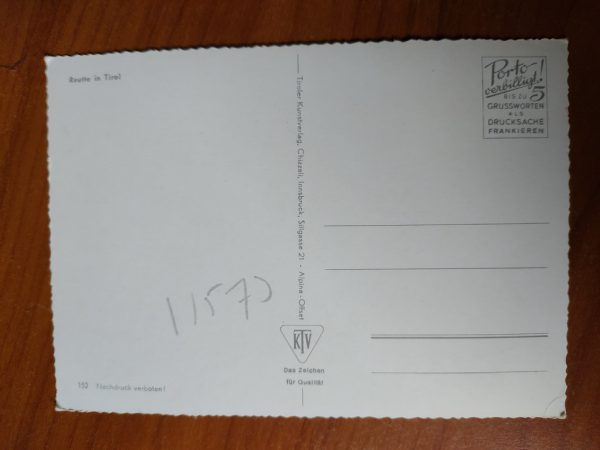 Reutte in Tirol
Tiroler Kunstverlag, Chizzali, Innsbruck, Sillgasse 21 - Alpina - Offset
Porto
verbilligt!
BIS ZU 5
GRUSSWORTEN
ALS
DRUCKSACHE
FRANKIEREN
11573
KTV
Das Zeichen
für Qualität
152 Nachdruck verboten!